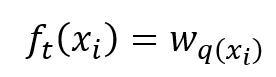 f_t(x_i) = w_{q(x_i)}